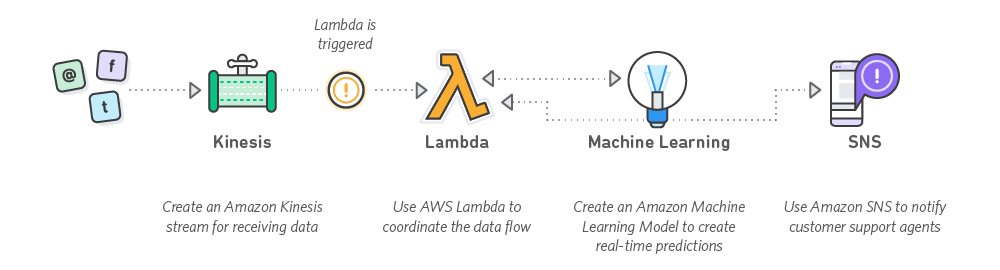 Lambda is
triggered
@
f
t
Kinesis
Lambda
Machine Learning
SNS
Create an Amazon Kinesis
stream for receiving data
Use AWS Lambda to
coordinate the data flow
Create an Amazon Machine
Learning Model to create
real-time predictions
Use Amazon SNS to notify
customer support agents